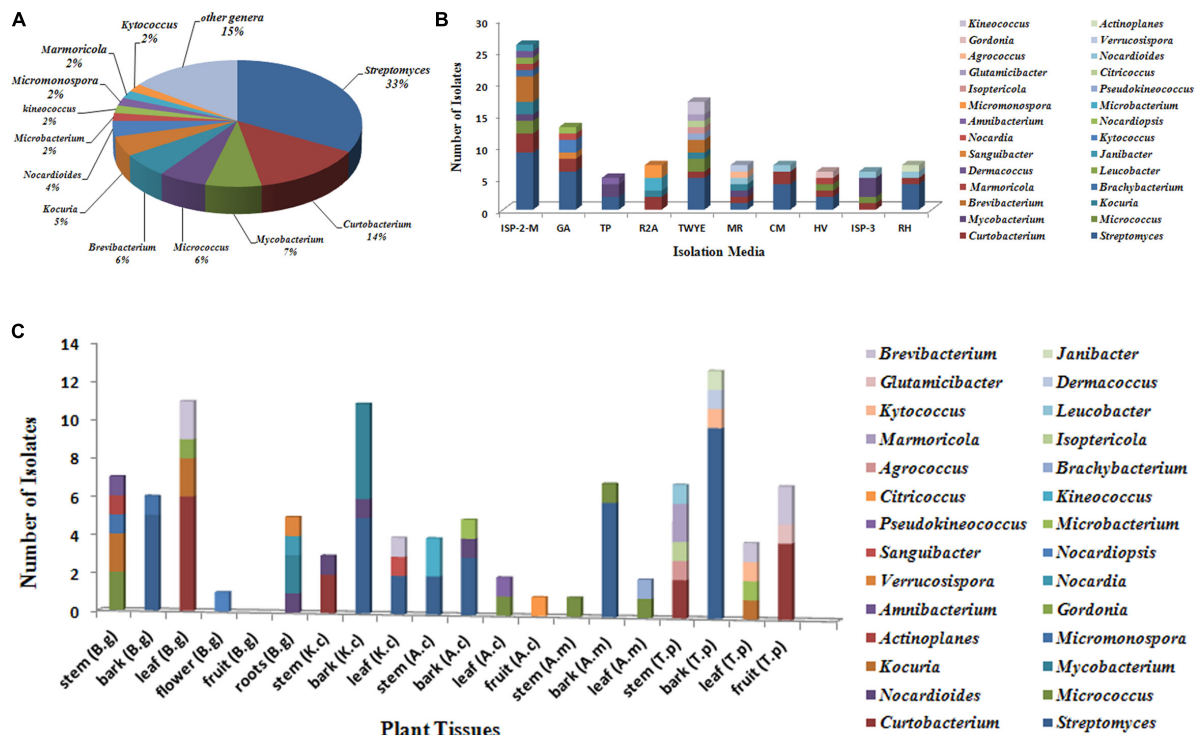 A
Kytococcus
2%
other genera
15%
Marmoricola
2%
Micromonospora
2%
kineococcus
2%
Microbacterium
2%
Nocardioides
4%
Kocuria
5%
Brevibacterium
6%
Micrococcus
6%
Mycobacterium
7%
Curtobacterium
14%
Streptomyces
33%
B
Number of Isolates
30
25
20
15
10
5
0
ISP-2-M GA TP R2A TWYE MR CM HV ISP-3 RH
Isolation Media
Kineococcus Actinoplanes
Gordonia Verrucosispora
Agrococcus Nocardioides
Glutamicibacter Citricoccus
Isoptericola Pseudokineococcus
Micromonospora Microbacterium
Amnibacterium Nocardiopsis
Nocardia Kytococcus
Sanguibacter Janibacter
Dermacoccus Leucobacter
Marmoricola Brachybacterium
Brevibacterium Kocuria
Mycobacterium Micrococcus
Curtobacterium Streptomyces
C
Number of Isolates
14
12
10
8
6
4
2
0
stem (B.g) bark (B.g) leaf (B.g) flower (B.g) fruit (B.g) roots (B.g) stem (K.c) bark (K.c) leaf (K.c) stem (A.c) bark (A.c) leaf (A.c) fruit (A.c) stem (A.m) bark (A.m) leaf (A.m) stem (T.p) bark (T.p) leaf (T.p) fruit (T.p)
Plant Tissues
Brevibacterium Janibacter
Glutamicibacter Dermacoccus
Kytococcus Leucobacter
Marmoricola Isoptericola
Agrococcus Brachybacterium
Citricoccus Kineococcus
Pseudokineococcus Microbacterium
Sanguibacter Nocardiopsis
Verrucosispora Nocardia
Amnibacterium Gordonia
Actinoplanes Micromonospora
Kocuria Mycobacterium
Nocardioides Micrococcus
Curtobacterium Streptomyces